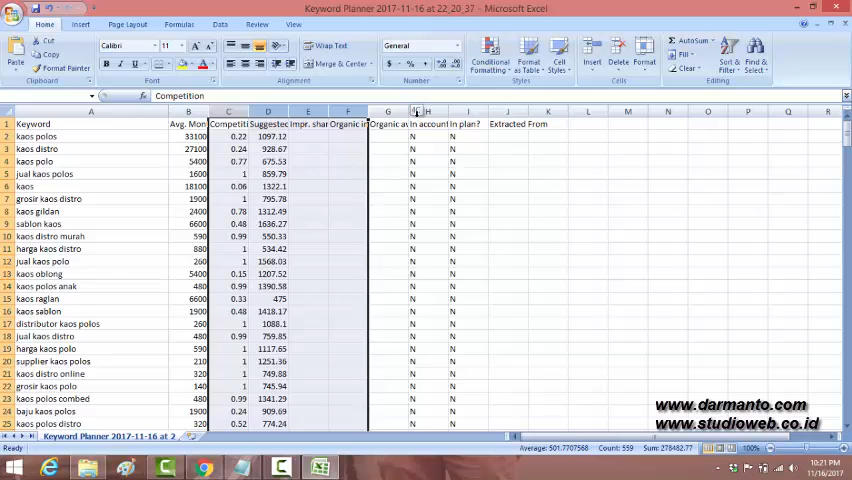 Keyword Planner 2017-11-16 at 22_20_37 - Microsoft Excel
Home Insert Page Layout Formulas Data Review View
Cut
Copy
Format Painter
Paste
Clipboard
Calibri 11
B I U
Font
Wrap Text
Merge & Center
Alignment
General
$ % ,
Number
Conditional Formatting
Format as Table
Cell Styles
Styles
Insert Delete Format
Cells
AutoSum
Fill
Clear
Sort & Filter
Find & Select
Editing
Competition
A B C D E F G H I J K L M N O P Q R
1 Keyword Avg. Mon Competiti Suggested Impr. shar Organic in Organic av In account In plan? Extracted From
2 kaos polos 33100 0.22 1097.12 N N
3 kaos distro 27100 0.24 928.67 N N
4 kaos polo 5400 0.77 675.53 N N
5 jual kaos polos 1600 1 859.79 N N
6 kaos 18100 0.06 1322.1 N N
7 grosir kaos distro 1900 1 795.78 N N
8 kaos gildan 2400 0.78 1312.49 N N
9 sablon kaos 6600 0.48 1636.27 N N
10 kaos distro murah 590 0.99 550.33 N N
11 harga kaos distro 880 1 534.42 N N
12 jual kaos polo 260 1 1568.03 N N
13 kaos oblong 5400 0.15 1207.52 N N
14 kaos polos anak 480 0.99 1390.58 N N
15 kaos raglan 6600 0.33 475 N N
16 kaos sablon 1900 0.48 1418.17 N N
17 distributor kaos polos 260 1 1088.1 N N
18 jual kaos distro 480 0.99 759.85 N N
19 harga kaos polo 590 1 1117.65 N N
20 supplier kaos polos 210 1 1251.36 N N
21 kaos distro online 320 1 749.88 N N
22 grosir kaos polo 140 1 745.94 N N
23 kaos polos combed 480 0.99 1341.29 N N
24 baju kaos polos 1900 0.24 909.69 N N
25 kaos polos distro 320 0.52 774.24 N N
www.darmanto.com
www.studioweb.co.id
Keyword Planner 2017-11-16 at 2
Ready Average: 501.7707568 Count: 559 Sum: 278482.77 100%
10:21 PM
11/16/2017